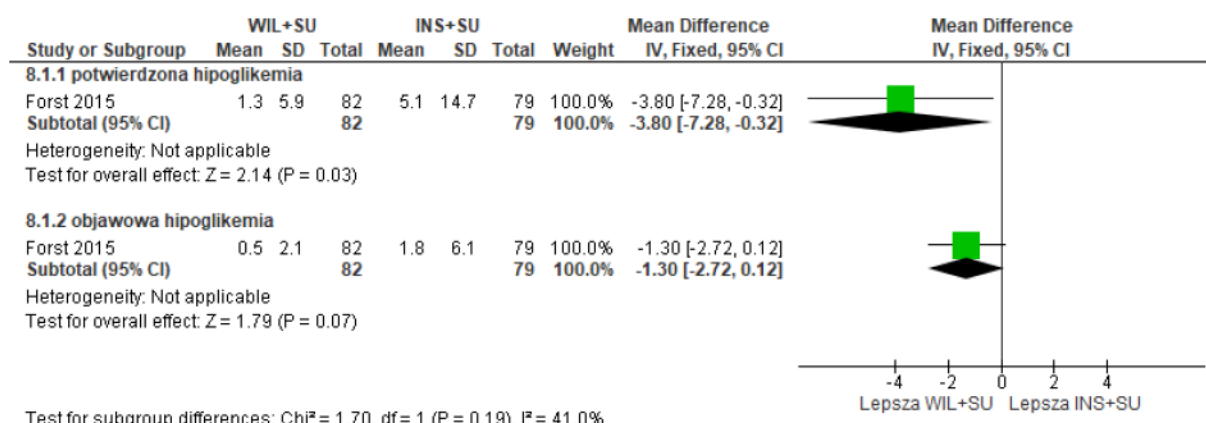 WIL+SU INS+SU Mean Difference Mean Difference
Study or Subgroup Mean SD Total Mean SD Total Weight IV, Fixed, 95% CI IV, Fixed, 95% CI
8.1.1 potwierdzona hipoglikemia
Forst 2015 1.3 5.9 82 5.1 14.7 79 100.0% -3.80 [-7.28, -0.32]
Subtotal (95% CI) 82 79 100.0% -3.80 [-7.28, -0.32]
Heterogeneity: Not applicable
Test for overall effect: Z = 2.14 (P = 0.03)
8.1.2 objawowa hipoglikemia
Forst 2015 0.5 2.1 82 1.8 6.1 79 100.0% -1.30 [-2.72, 0.12]
Subtotal (95% CI) 82 79 100.0% -1.30 [-2.72, 0.12]
Heterogeneity: Not applicable
Test for overall effect: Z = 1.79 (P = 0.07)
-4 -2 0 2 4
Lepsza WIL+SU Lepsza INS+SU
Test for subgroup differences: Chi² = 1.70, df = 1 (P = 0.19), I² = 41.0%